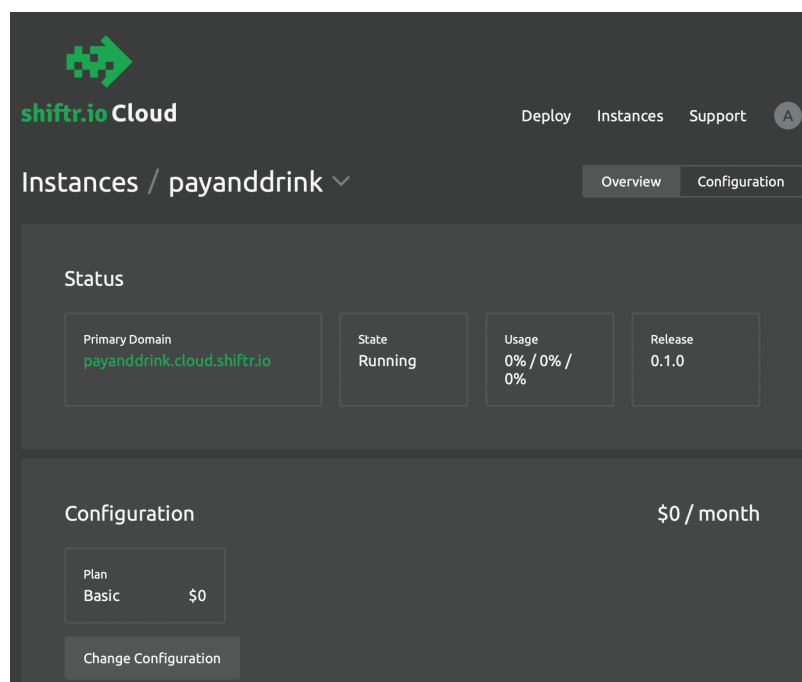 shiftr.io Cloud
Deploy Instances Support A
Instances / payanddrink
Overview Configuration
Status
Primary Domain
payanddrink.cloud.shiftr.io
State
Running
Usage
0% / 0% /
0%
Release
0.1.0
Configuration
$0 / month
Plan
Basic $0
Change Configuration